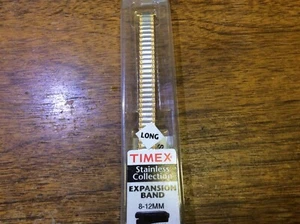 LONG
TIMEX
Stainless
Collection
EXPANSION
BAND
8-12MM